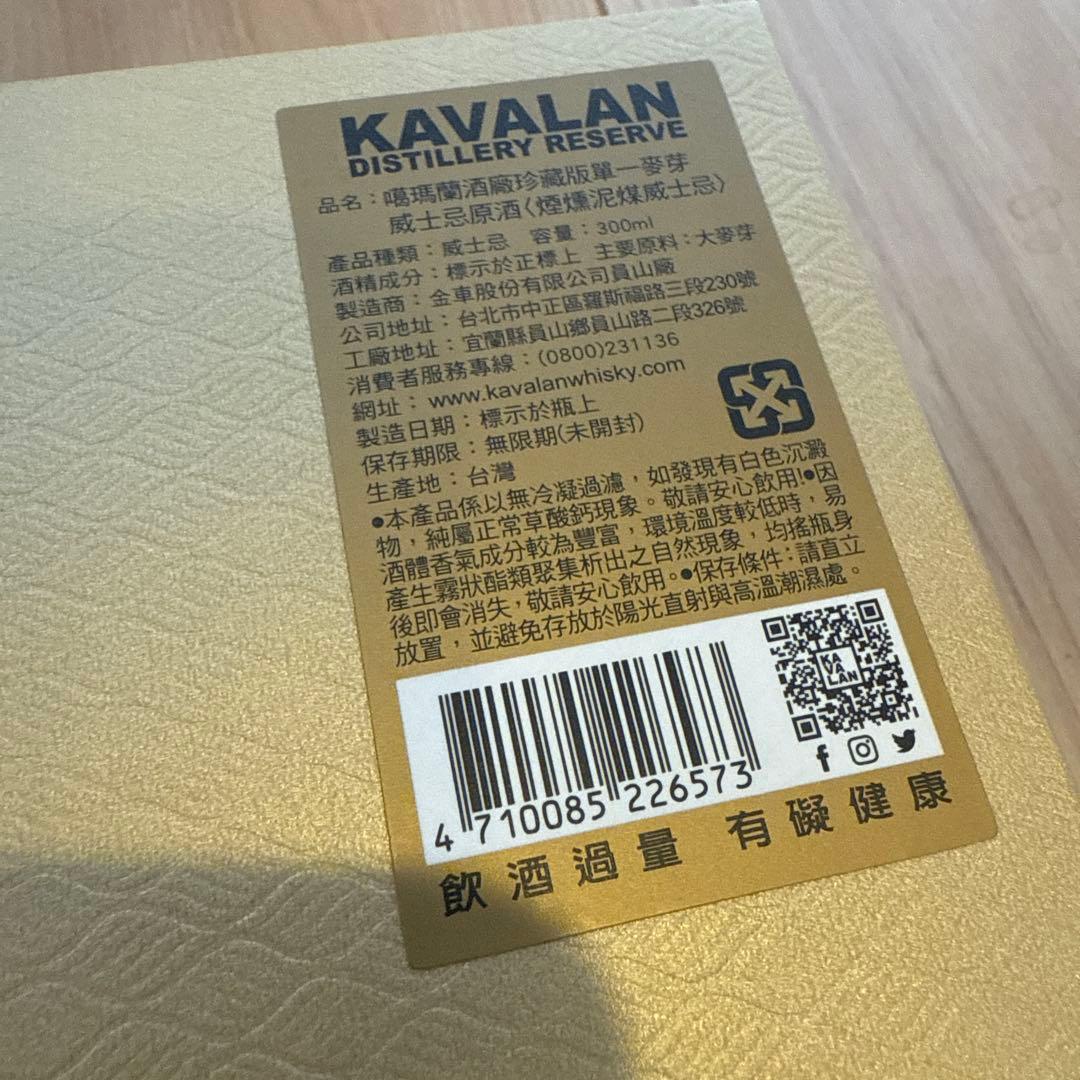 KAVALAN
DISTILLERY RESERVE
品名：噶瑪蘭酒廠珍藏版單一麥芽
威士忌原酒〈煙燻泥煤威士忌〉
產品種類：威士忌 容量：300ml
酒精成分：標示於正標上 主要原料：大麥芽
製造商：金車股份有限公司員山廠
公司地址：台北市中正區羅斯福路三段230號
工廠地址：宜蘭縣員山鄉員山路二段326號
消費者服務專線：(0800)231136
網址：www.kavalanwhisky.com
製造日期：標示於瓶上
保存期限：無限期(未開封)
生產地：台灣
●本產品係以無冷凝過濾，如發現有白色沉澱
物，純屬正常草酸鈣現象。敬請安心飲用!●因
酒體香氣成分較為豐富，環境溫度較低時，易
產生霧狀酯類聚集析出之自然現象，均搖瓶身
後即會消失，敬請安心飲用。●保存條件：請直立
放置，並避免存放於陽光直射與高溫潮濕處。
KA
VA
LAN
4 710085 226573
飲酒過量 有礙健康